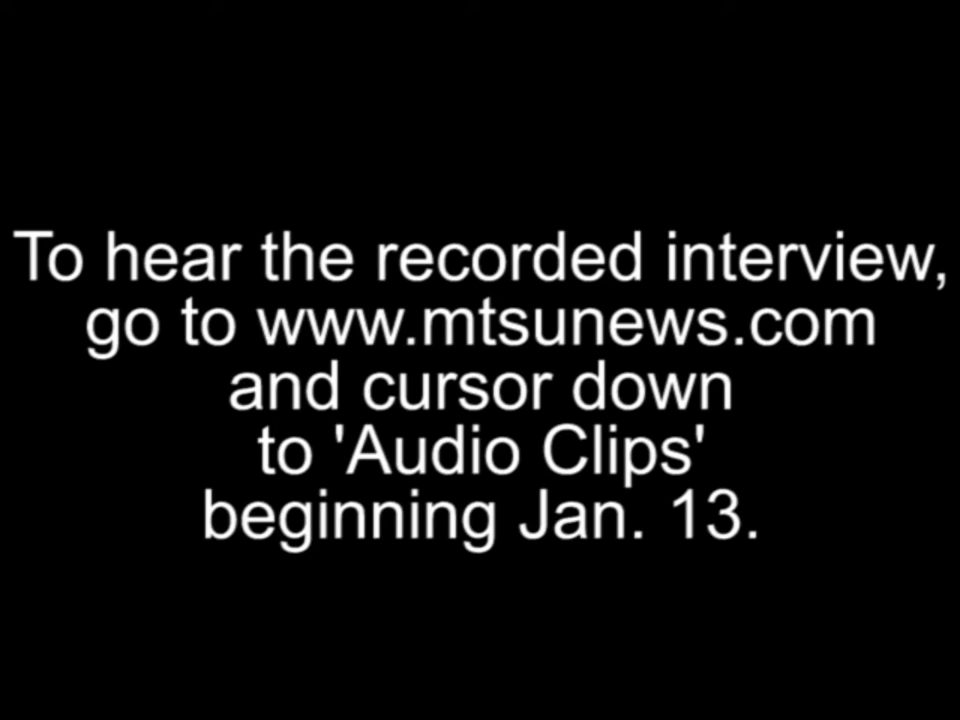 To hear the recorded interview,
go to www.mtsunews.com
and cursor down
to 'Audio Clips'
beginning Jan. 13.